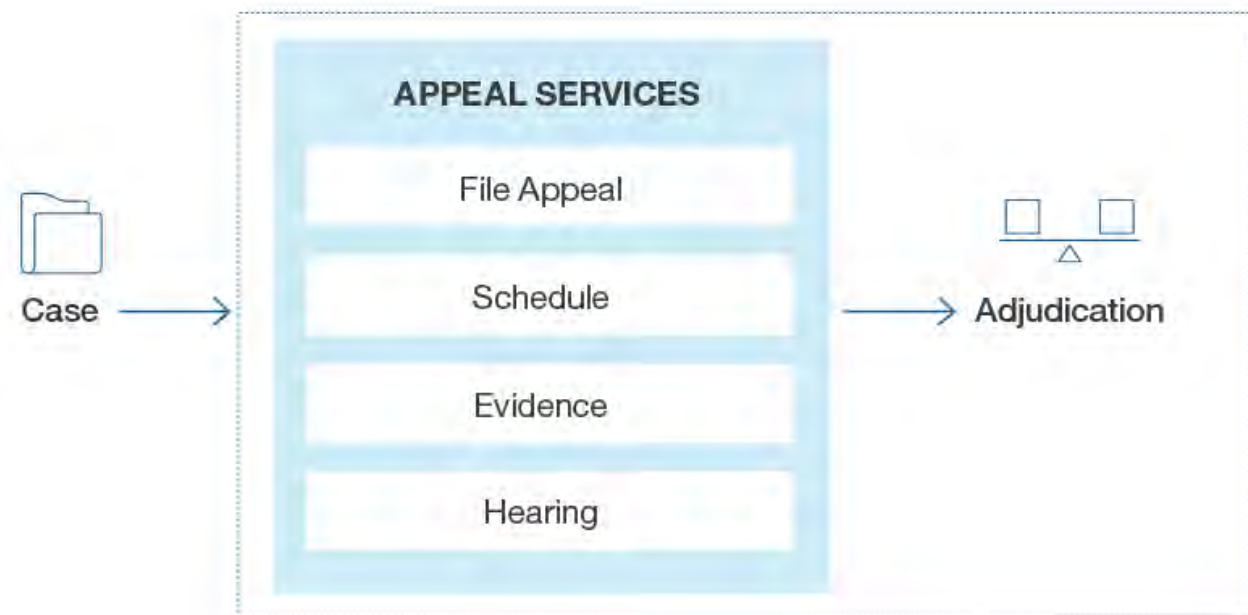 APPEAL SERVICES
File Appeal
Schedule
Evidence
Hearing
Case
Adjudication